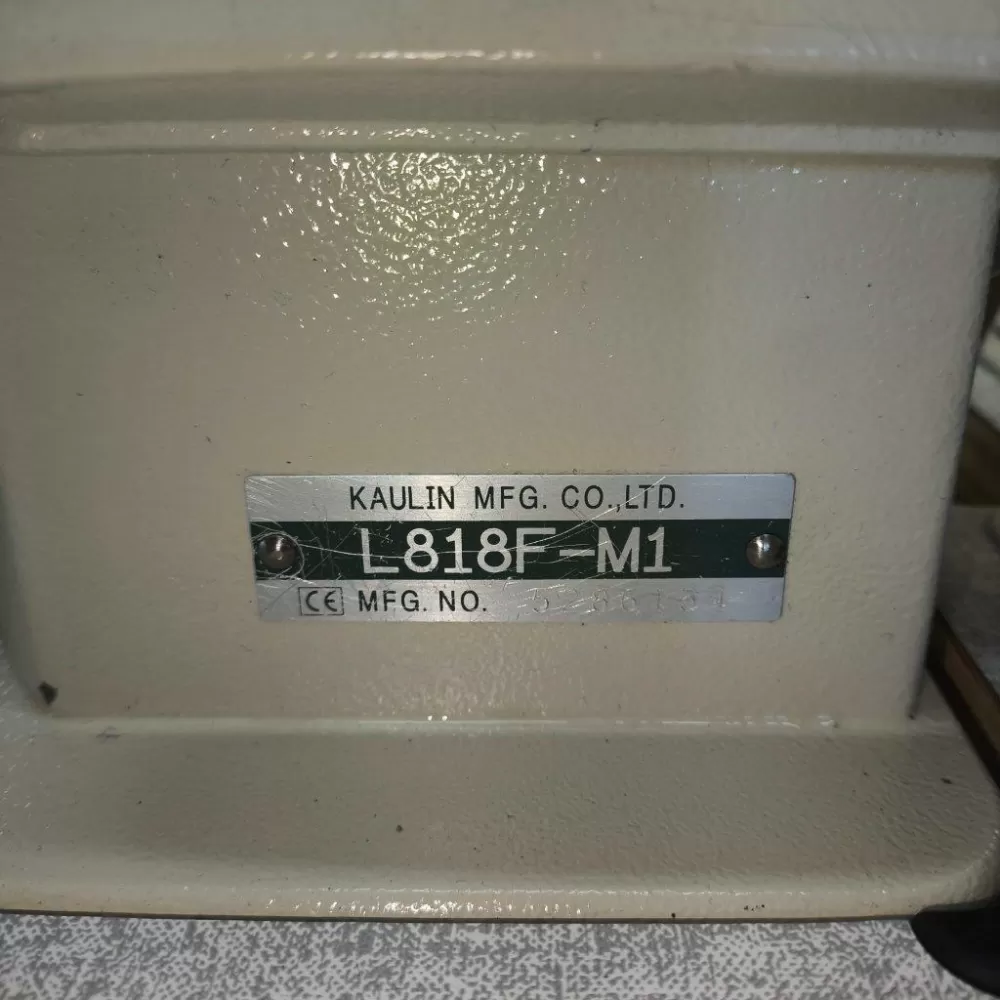 KAULIN MFG. CO.,LTD.
L818F-M1
CE MFG. NO.